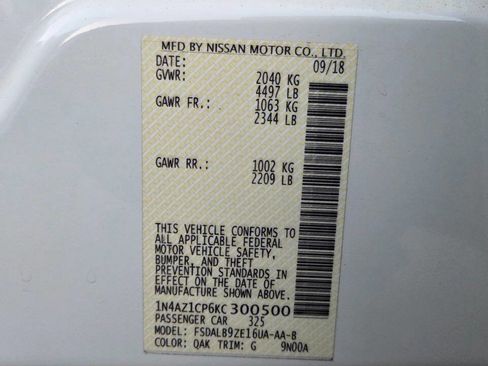 MFD BY NISSAN MOTOR CO., LTD.
DATE: 09/18
GVWR: 2040 KG
4497 LB
GAWR FR.: 1063 KG
2344 LB
GAWR RR.: 1002 KG
2209 LB
THIS VEHICLE CONFORMS TO
ALL APPLICABLE FEDERAL
MOTOR VEHICLE SAFETY,
BUMPER, AND THEFT
PREVENTION STANDARDS IN
EFFECT ON THE DATE OF
MANUFACTURE SHOWN ABOVE.
1N4AZ1CP6KC300500
PASSENGER CAR 325
MODEL: FSDALB9ZE16UA-AA-B
COLOR: QAK TRIM: G 9N00A